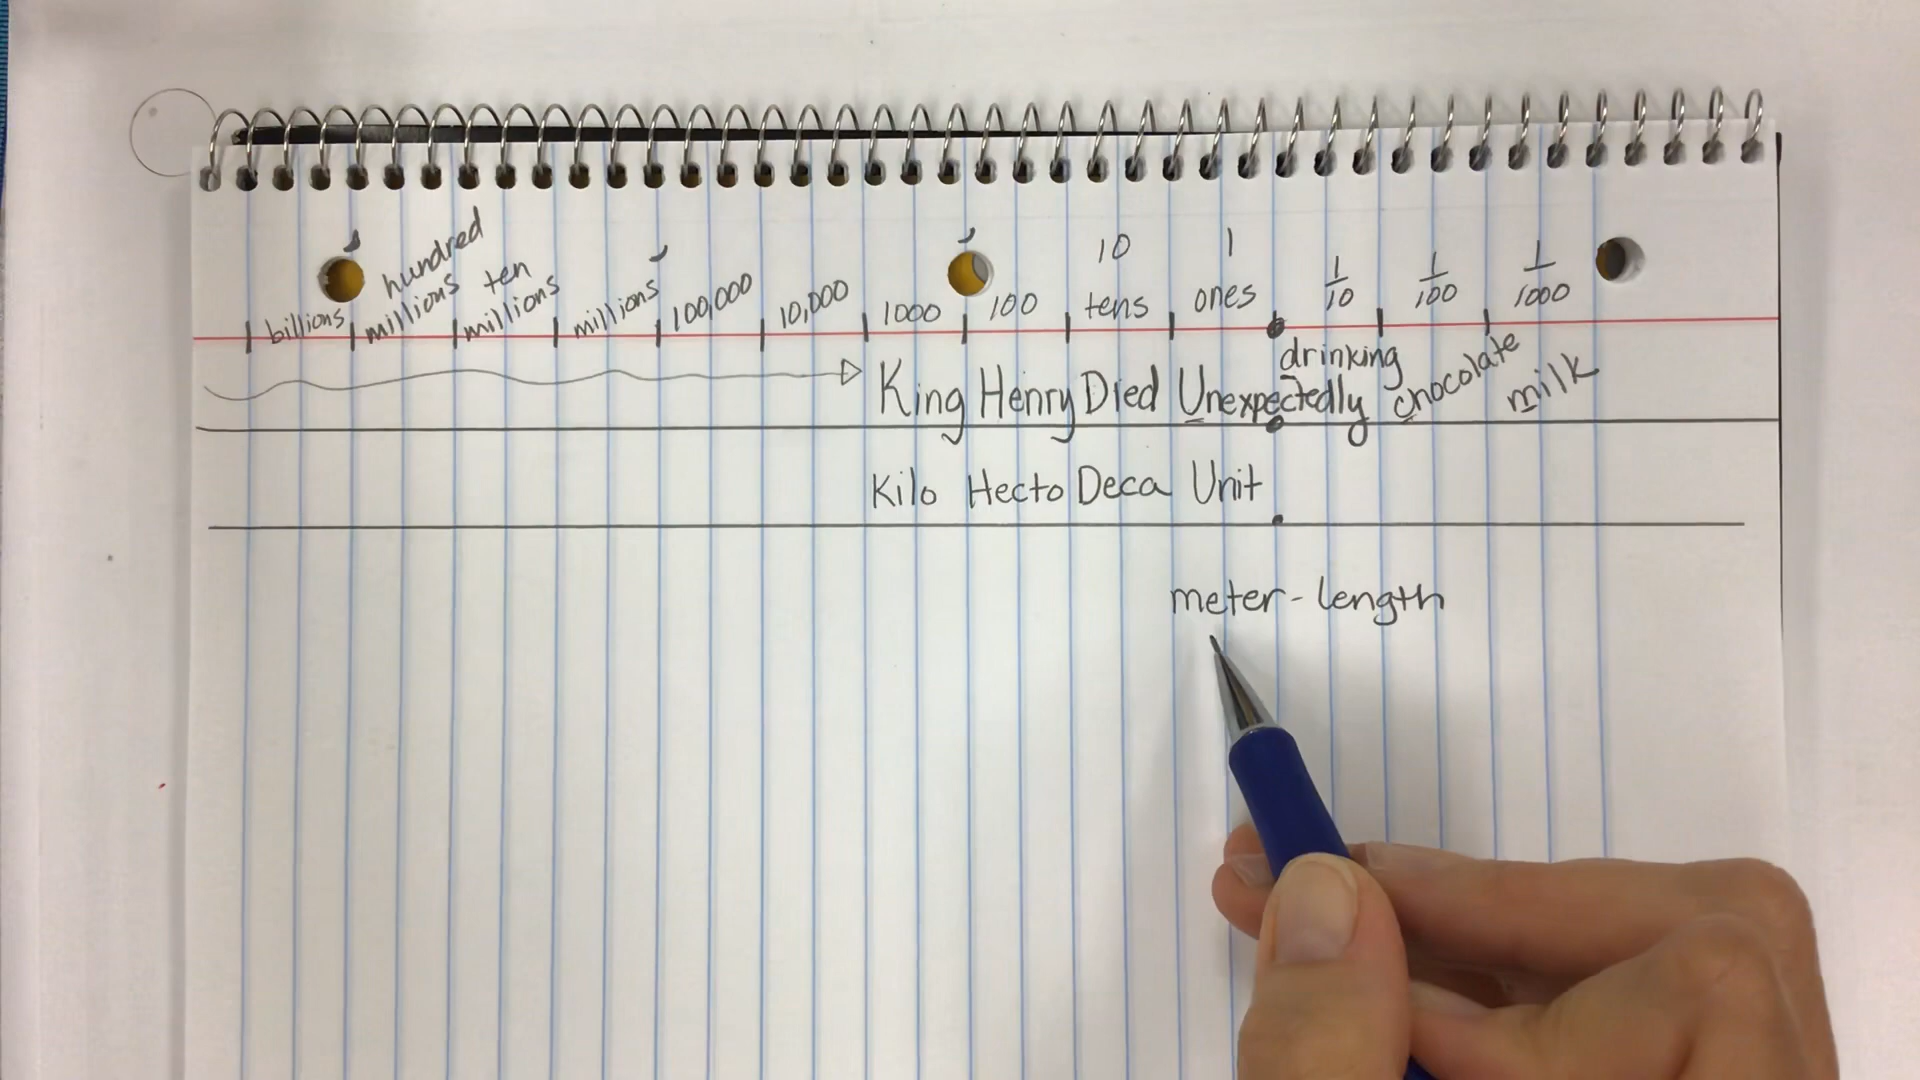 billions hundred millions ten millions millions 100,000 10,000 1000 100 10 tens 1 ones 1/10 1/100 1/1000
King Henry Died Unexpectedly drinking chocolate milk
Kilo Hecto Deca Unit
meter - length